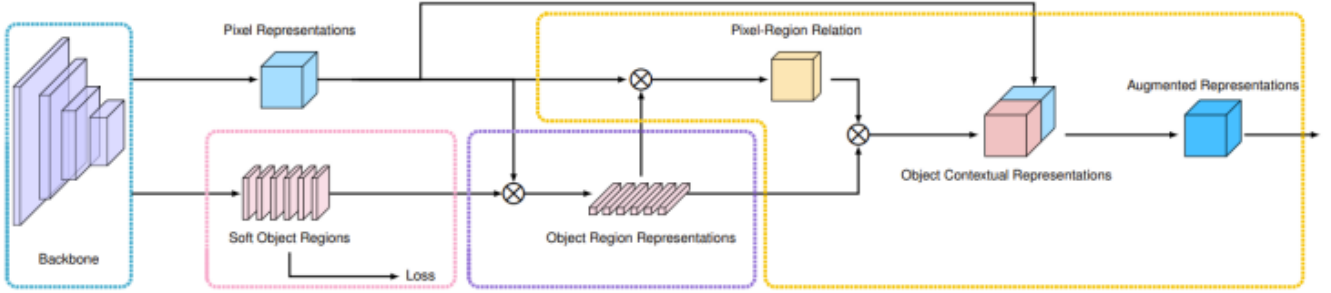 Pixel Representations
Pixel-Region Relation
Augmented Representations
Object Contextual Representations
Soft Object Regions
Object Region Representations
Backbone
Loss